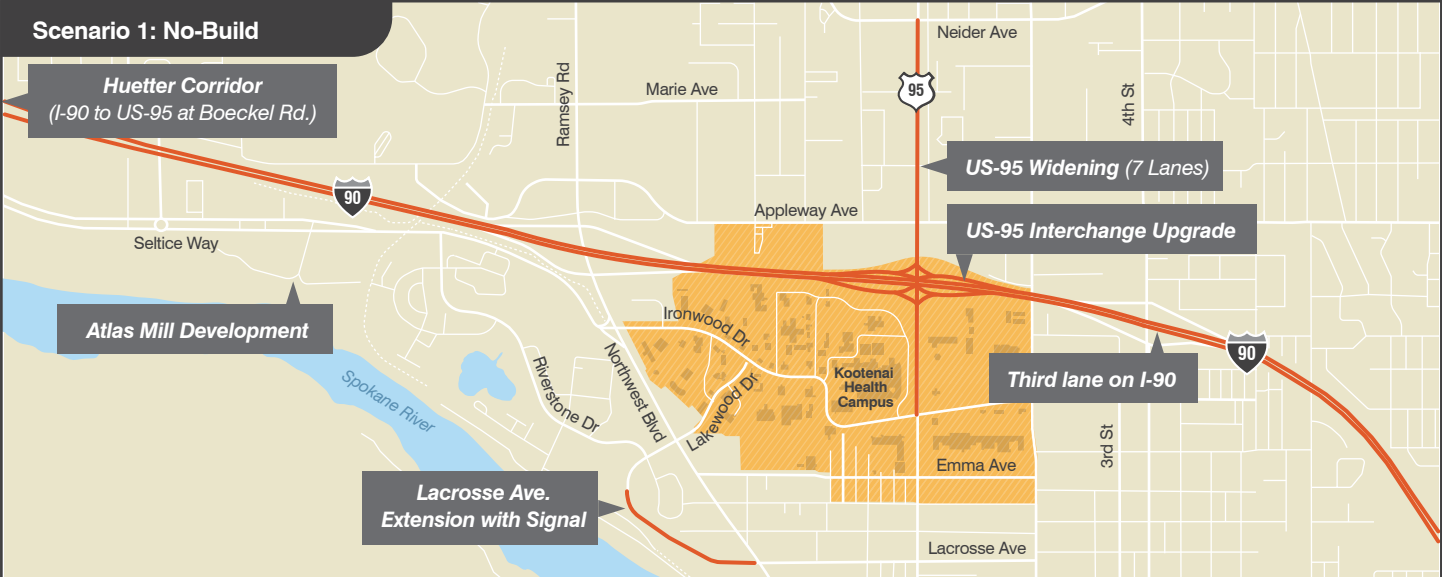 Scenario 1: No-Build
Neider Ave
Huetter Corridor
(I-90 to US-95 at Boeckel Rd.)
Ramsey Rd
Marie Ave
95
4th St
US-95 Widening (7 Lanes)
90
Appleway Ave
US-95 Interchange Upgrade
Seltice Way
Atlas Mill Development
Ironwood Dr
90
Third lane on I-90
Kootenai
Health
Campus
Northwest Blvd
Riverstone Dr
Lakewood Dr
Spokane River
3rd St
Emma Ave
Lacrosse Ave.
Extension with Signal
Lacrosse Ave